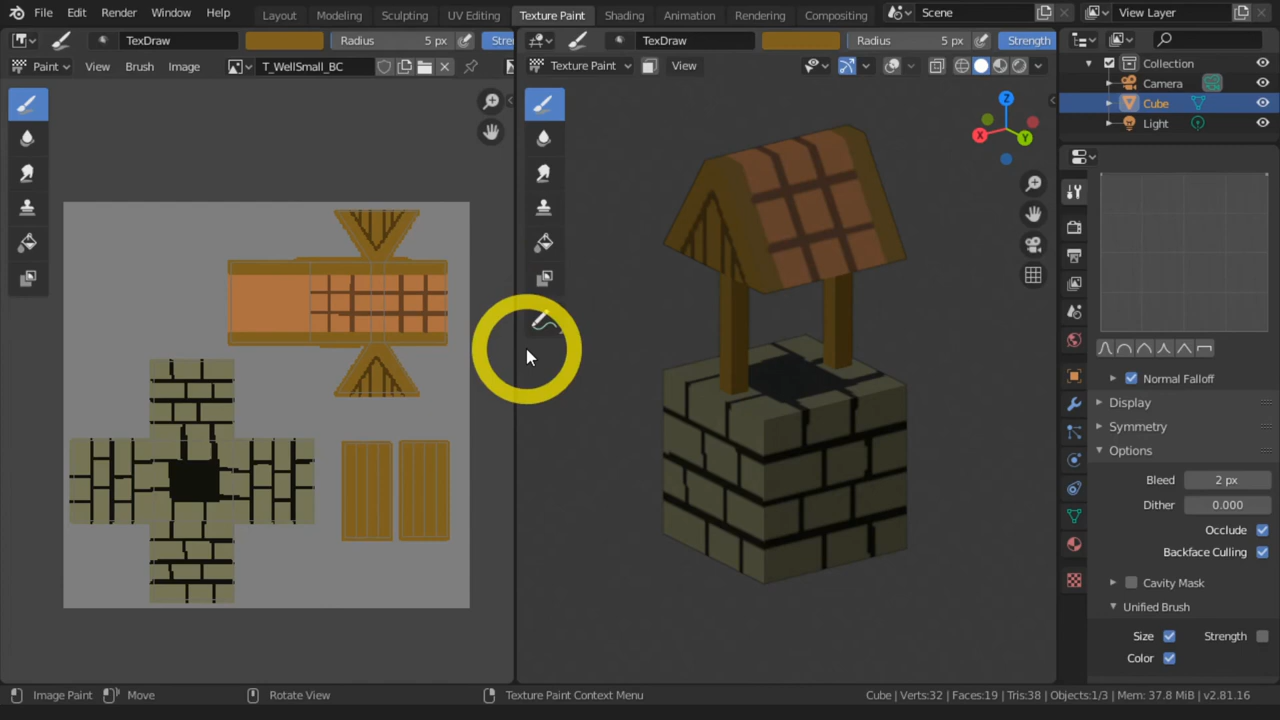 File Edit Render Window Help Layout Modeling Sculpting UV Editing Texture Paint Shading Animation Rendering Compositing Scene View Layer
TexDraw Radius 5 px Stre TexDraw Radius 5 px Strength
Paint View Brush Image T_WellSmall_BC Texture Paint View
Collection
Camera
Cube
Light
Z
X
Y
Normal Falloff
Display
Symmetry
Options
Bleed 2 px
Dither 0.000
Occlude
Backface Culling
Cavity Mask
Unified Brush
Size Strength
Color
Image Paint Move Rotate View Texture Paint Context Menu Cube | Verts:32 | Faces:19 | Tris:38 | Objects:1/3 | Mem: 37.8 MiB | v2.81.16